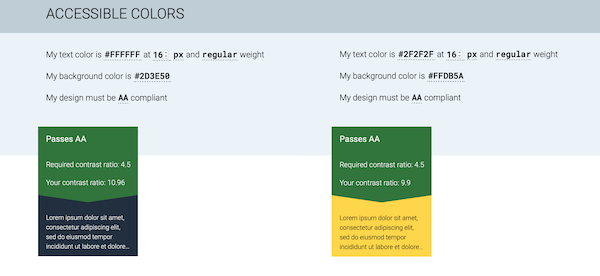 ACCESSIBLE COLORS
My text color is #FFFFFF at 16: px and regular weight
My background color is #2D3E50
My design must be AA compliant
Passes AA
Required contrast ratio: 4.5
Your contrast ratio: 10.96
Lorem ipsum dolor sit amet,
consectetur adipiscing elit,
sed do eiusmod tempor
incididunt ut labore et dolore...
My text color is #2F2F2F at 16: px and regular weight
My background color is #FFDB5A
My design must be AA compliant
Passes AA
Required contrast ratio: 4.5
Your contrast ratio: 9.9
Lorem ipsum dolor sit amet,
consectetur adipiscing elit,
sed do eiusmod tempor
incididunt ut labore et dolore...